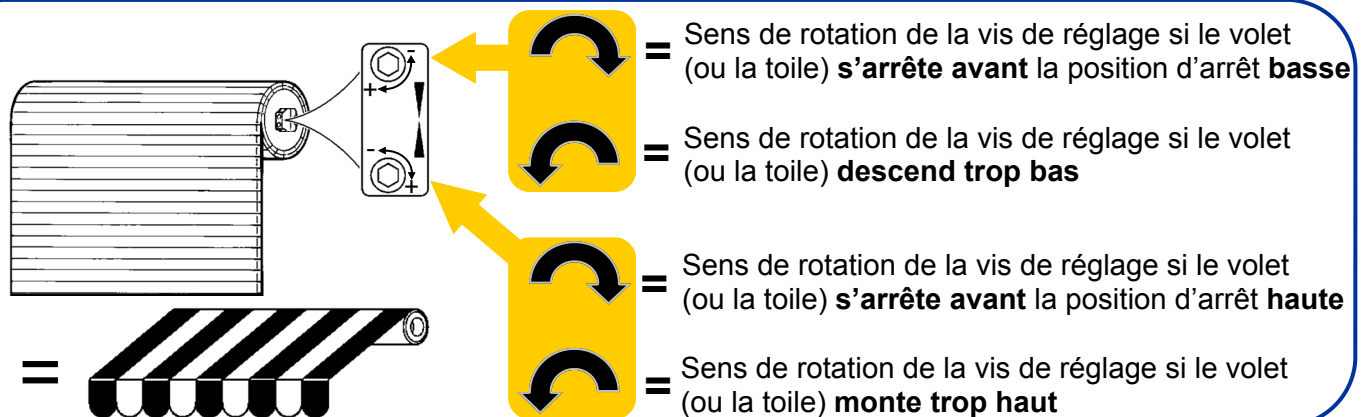 = Sens de rotation de la vis de réglage si le volet
(ou la toile) s’arrête avant la position d’arrêt basse
= Sens de rotation de la vis de réglage si le volet
(ou la toile) descend trop bas
= Sens de rotation de la vis de réglage si le volet
(ou la toile) s’arrête avant la position d’arrêt haute
= Sens de rotation de la vis de réglage si le volet
(ou la toile) monte trop haut
-
+
-
+
=